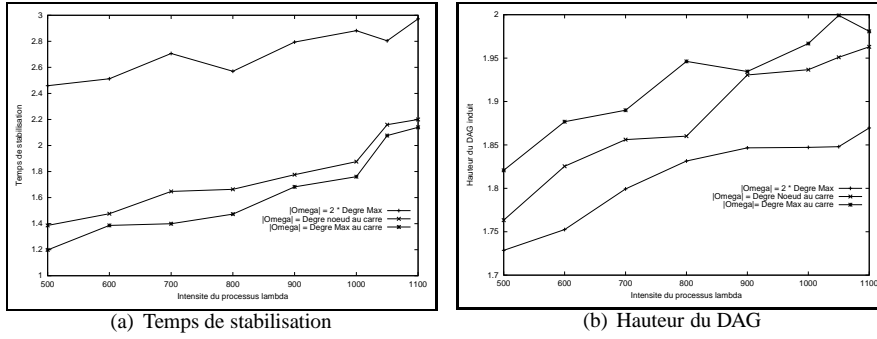 3
2.8
2.6
2.4
2.2
2
1.8
1.6
1.4
1.2
1
Temps de stabilisation
500 600 700 800 900 1000 1100
Intensite du processus lambda
|Omega| = 2 * Degre Max
|Omega| = Degre noeud au carre
|Omega| = Degre Max au carre
(a) Temps de stabilisation
2
1.95
1.9
1.85
1.8
1.75
1.7
Hauteur du DAG induit
500 600 700 800 900 1000 1100
Intensite du processus lambda
|Omega| = 2 * Degre Max
|Omega| = Degre Noeud au carre
|Omega|= Degre Max au carre
(b) Hauteur du DAG